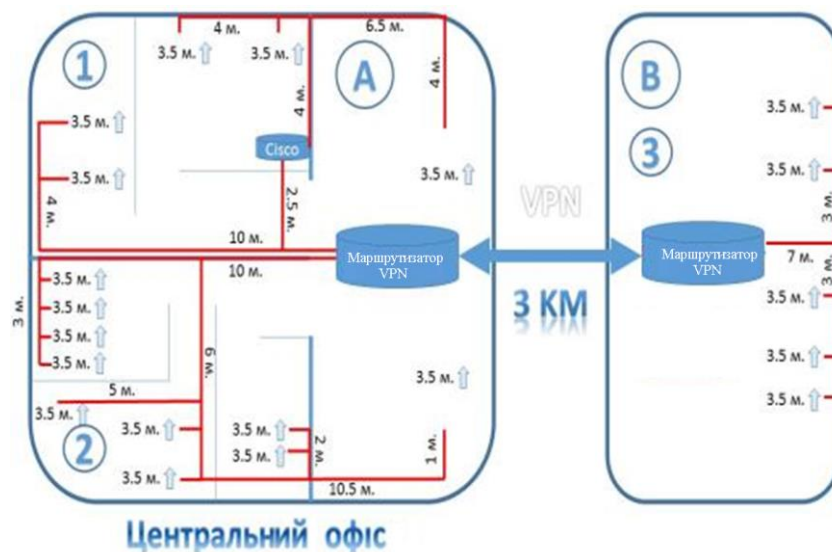 4 м.
6.5 м.
1
3.5 м.
3.5 м.
A
4 м.
4 м.
B
3.5 м.
3.5 м.
Cisco
3
3.5 м.
3.5 м.
3.5 м.
4 м.
2.5 м.
VPN
3 м.
10 м.
Маршрутизатор
VPN
Маршрутизатор
VPN
7 м.
10 м.
3 м.
3.5 м.
3.5 м.
3.5 м.
3.5 м.
3 м.
3 КМ
3.5 м.
6 м.
3.5 м.
3.5 м.
5 м.
3.5 м.
3.5 м.
3.5 м.
3.5 м.
2
3.5 м.
2 м.
1 м.
3.5 м.
10.5 м.
Центральний офіс